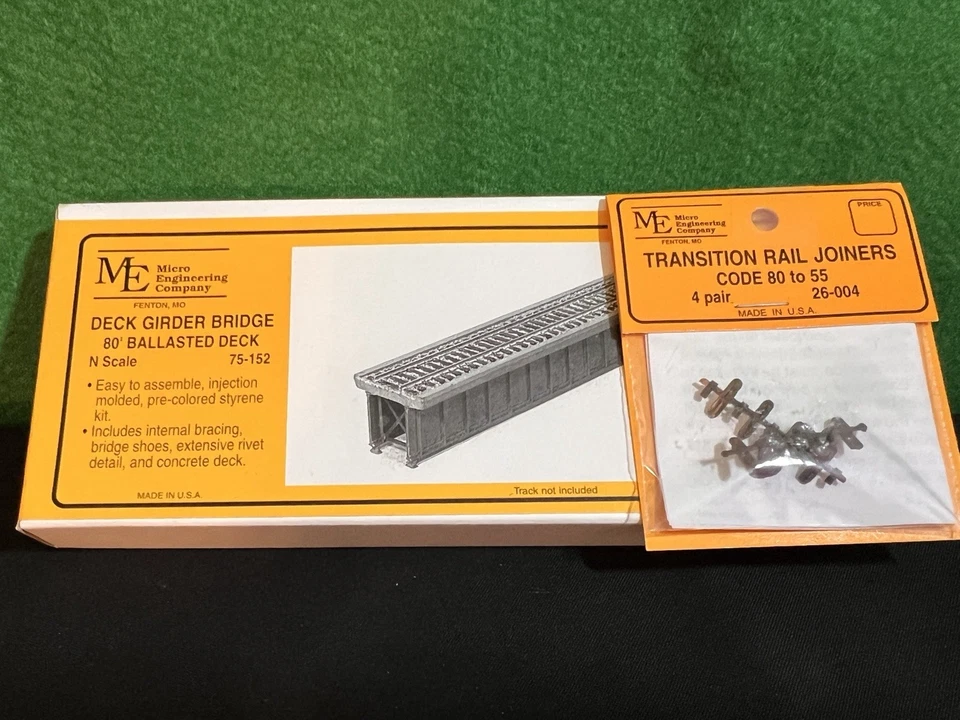 ME Micro
Engineering
Company
FENTON, MO
DECK GIRDER BRIDGE
80' BALLASTED DECK
N Scale 75-152
• Easy to assemble, injection
molded, pre-colored styrene
kit.
• Includes internal bracing,
bridge shoes, extensive rivet
detail, and concrete deck.
MADE IN U.S.A
Track not included
ME Micro
Engineering
Company
FENTON, MO
PRICE
TRANSITION RAIL JOINERS
CODE 80 to 55
4 pair 26-004
MADE IN U.S.A.